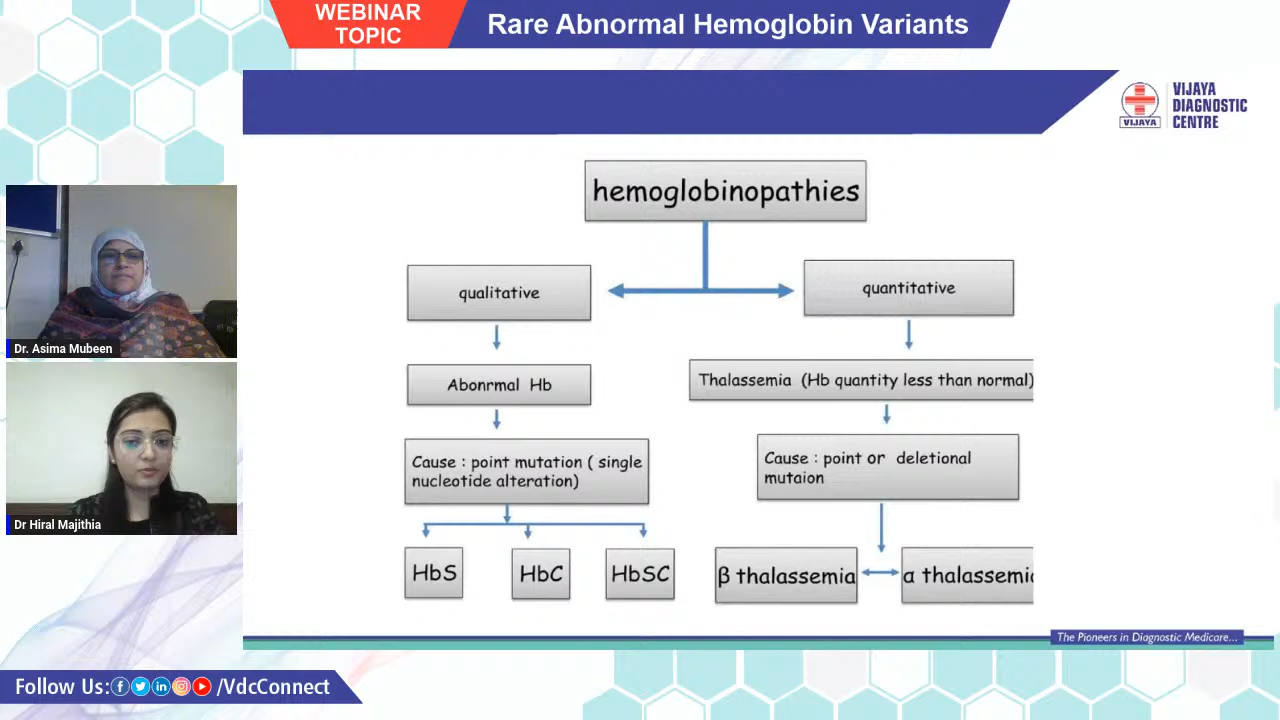 WEBINAR
TOPIC
Rare Abnormal Hemoglobin Variants
VIJAYA
VIJAYA
DIAGNOSTIC
CENTRE
hemoglobinopathies
qualitative
quantitative
Abonrmal Hb
Thalassemia (Hb quantity less than normal)
Cause : point mutation ( single
nucleotide alteration)
Cause : point or deletional
mutaion
HbS
HbC
HbSC
β thalassemia
α thalassemi
Dr. Asima Mubeen
Dr Hiral Majithia
The Pioneers in Diagnostic Medicare...
Follow Us: /VdcConnect